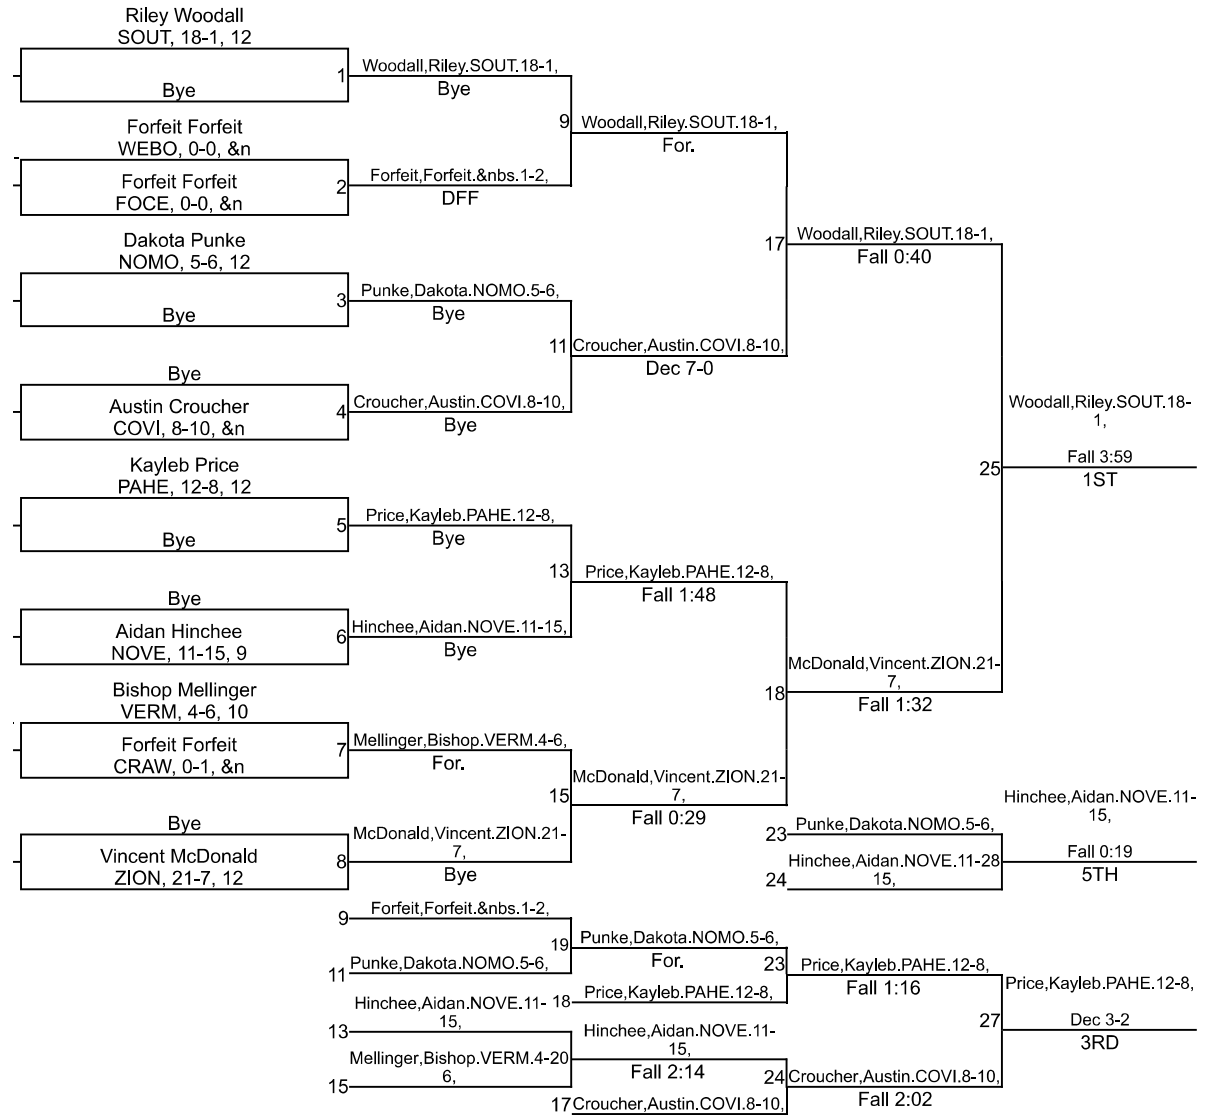 Riley Woodall
SOUT, 18-1, 12
Bye
1
Woodall,Riley.SOUT.18-1,
Bye
Forfeit Forfeit
WEBO, 0-0, &n
Forfeit Forfeit
FOCE, 0-0, &n
2
Forfeit,Forfeit.&nbs.1-2,
DFF
9
Woodall,Riley.SOUT.18-1,
For.
Dakota Punke
NOMO, 5-6, 12
Bye
3
Punke,Dakota.NOMO.5-6,
Bye
Bye
Austin Croucher
COVI, 8-10, &n
4
Croucher,Austin.COVI.8-10,
Bye
11
Croucher,Austin.COVI.8-10,
Dec 7-0
17
Woodall,Riley.SOUT.18-1,
Fall 0:40
Kayleb Price
PAHE, 12-8, 12
Bye
5
Price,Kayleb.PAHE.12-8,
Bye
Bye
Aidan Hinchee
NOVE, 11-15, 9
6
Hinchee,Aidan.NOVE.11-15,
Bye
13
Price,Kayleb.PAHE.12-8,
Fall 1:48
Bishop Mellinger
VERM, 4-6, 10
Forfeit Forfeit
CRAW, 0-1, &n
7
Mellinger,Bishop.VERM.4-6,
For.
Bye
Vincent McDonald
ZION, 21-7, 12
8
McDonald,Vincent.ZION.21-
7,
Bye
15
McDonald,Vincent.ZION.21-
7,
Fall 0:29
18
McDonald,Vincent.ZION.21-
7,
Fall 1:32
25
Woodall,Riley.SOUT.18-
1,
Fall 3:59
1ST
23
Punke,Dakota.NOMO.5-6,
24
Hinchee,Aidan.NOVE.11-
15,
28
Hinchee,Aidan.NOVE.11-
15,
Fall 0:19
5TH
9
Forfeit,Forfeit.&nbs.1-2,
11
Punke,Dakota.NOMO.5-6,
19
Punke,Dakota.NOMO.5-6,
For.
18
Price,Kayleb.PAHE.12-8,
23
Price,Kayleb.PAHE.12-8,
Fall 1:16
13
Hinchee,Aidan.NOVE.11-
15,
15
Mellinger,Bishop.VERM.4-
6,
20
Hinchee,Aidan.NOVE.11-
15,
Fall 2:14
17
Croucher,Austin.COVI.8-10,
24
Croucher,Austin.COVI.8-10,
Fall 2:02
27
Price,Kayleb.PAHE.12-8,
Dec 3-2
3RD